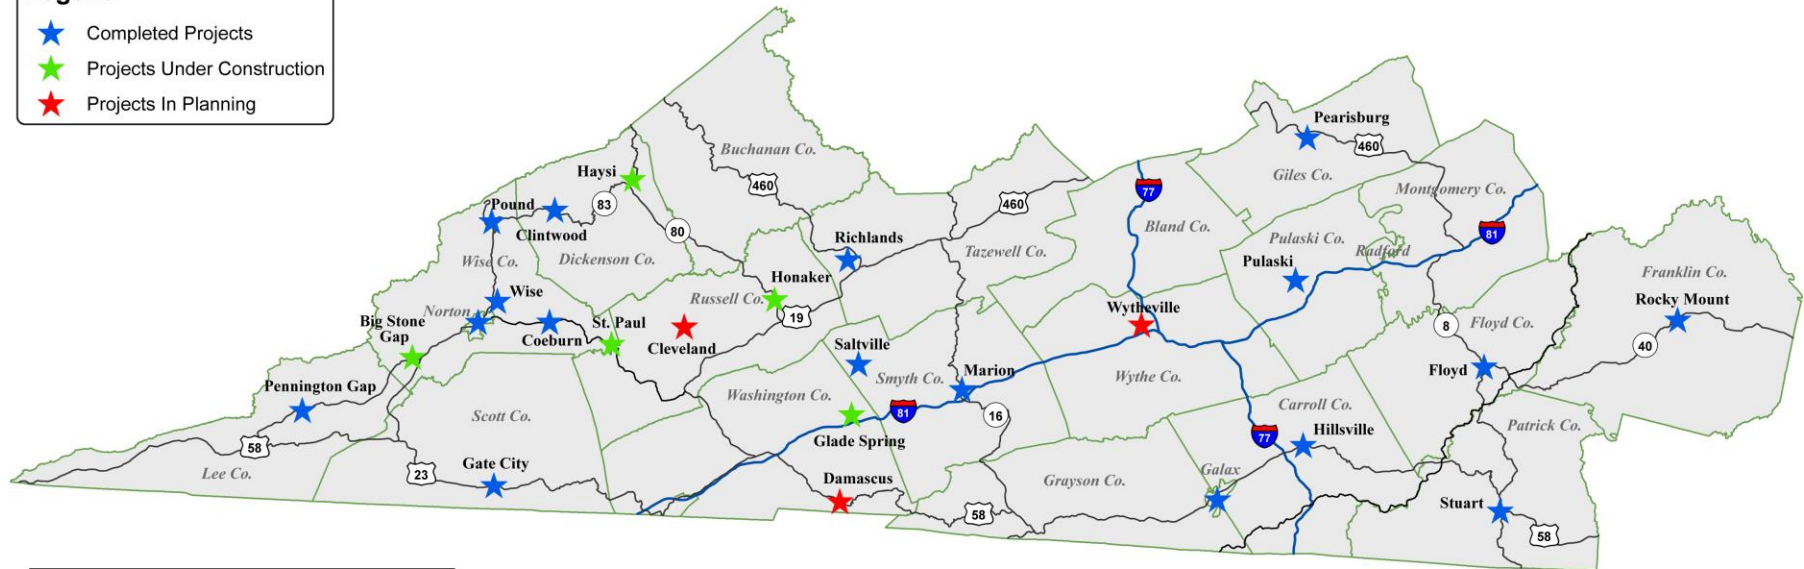 Completed Projects
Projects Under Construction
Projects In Planning
Pearisburg
460
Buchanan Co.
Haysi
Giles Co.
460
77
Montgomery Co.
83
460
Pound
Clintwood
80
Bland Co.
81
Richlands
Pulaski Co.
Radford
Tazewell Co.
Wise Co.
Dickenson Co.
Pulaski
Franklin Co.
Honaker
Wise
Russell Co.
Rocky Mount
Norton
Wytheville
19
Big Stone
Gap
St. Paul
8
Floyd Co.
Coeburn
Cleveland
Saltville
40
Marion
Floyd
Pennington Gap
Smyth Co.
Wythe Co.
Washington Co.
Carroll Co.
Scott Co.
81
16
Patrick Co.
Glade Spring
77
Hillsville
58
Gate City
Lee Co.
23
Galax
Damascus
Grayson Co.
Stuart
58
58